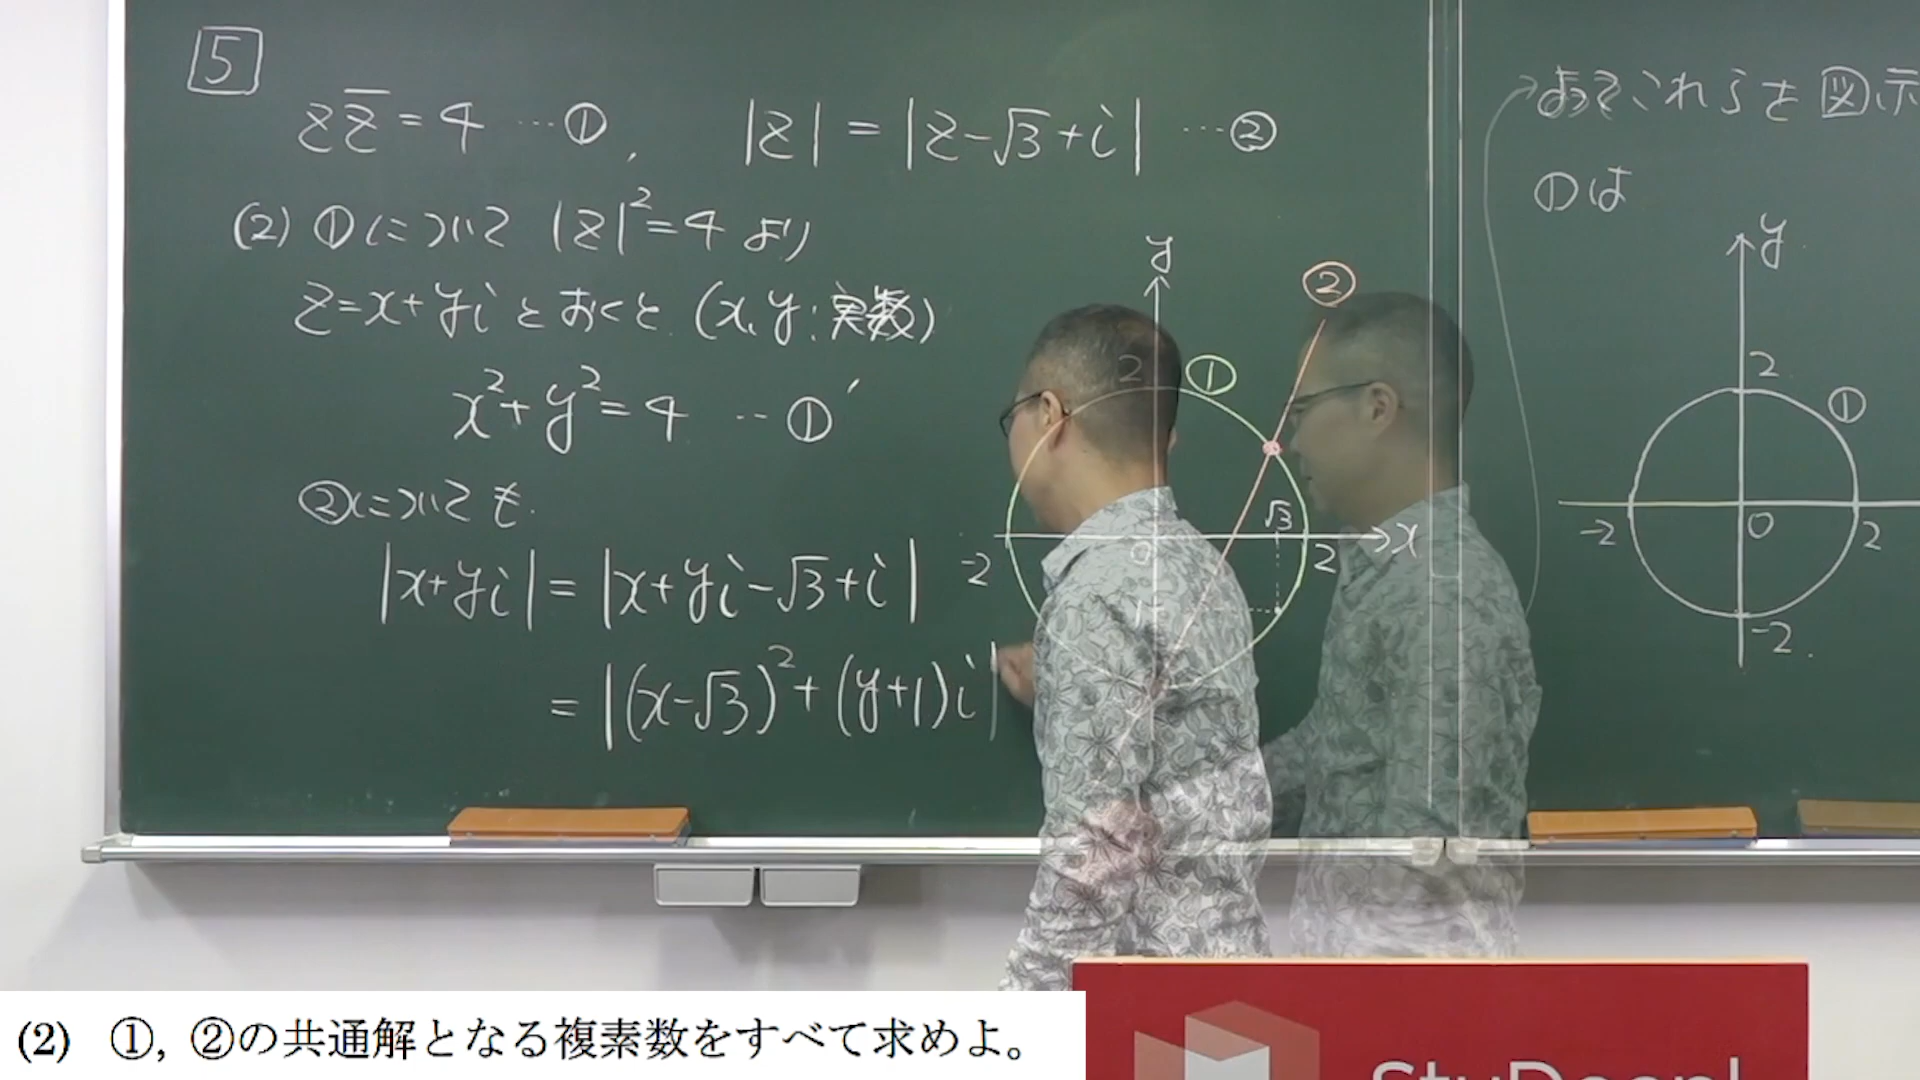 5
z z̄ = 4 … ①, |z| = |z-√3+i| … ②
(2) ①について |z|² = 4 より
z = x+yi とおくと (x, y : 実数)
x² + y² = 4 … ①′
②についても
|x+yi| = |x+yi-√3+i|
= |(x-√3)² + (y+1)i|
y
②
2
①
√3
-2
0
2
x
-1
よってこれらを図示
①は
y
2
①
-2
0
2
-2
(2) ①, ②の共通解となる複素数をすべて求めよ。